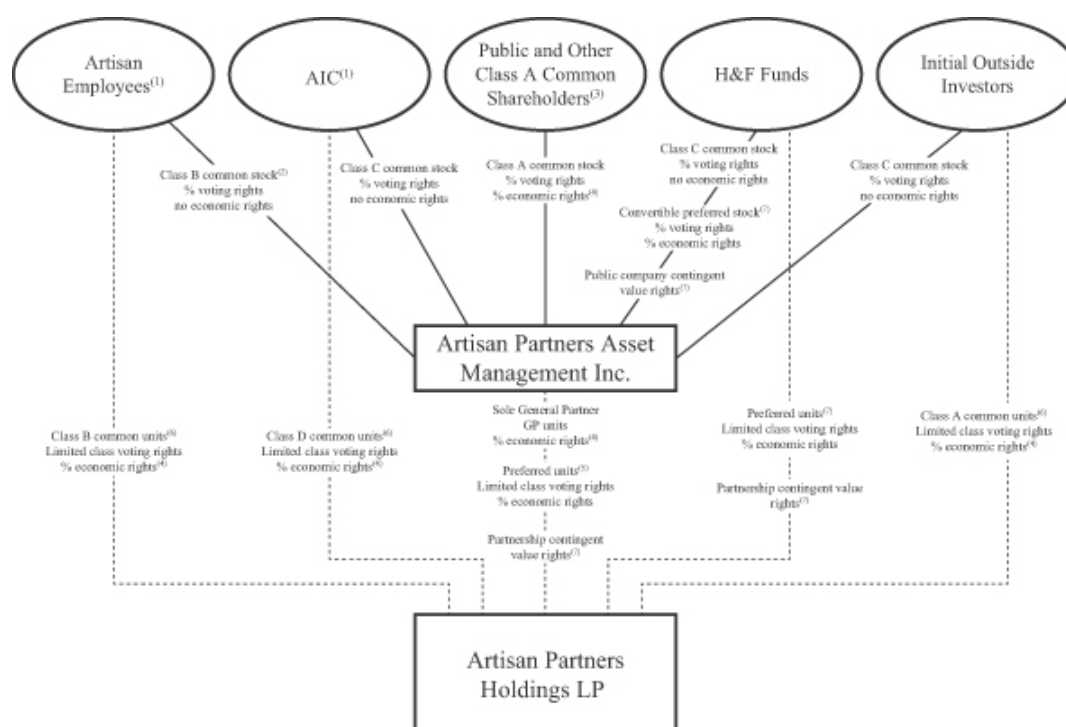 Artisan
Employees(1)
AIC(1)
Public and Other
Class A Common
Shareholders(3)
H&F Funds
Initial Outside
Investors
Class B common stock(2)
% voting rights
no economic rights
Class C common stock
% voting rights
no economic rights
Class A common stock
% voting rights
% economic rights(4)
Class C common stock
% voting rights
no economic rights
Convertible preferred stock(7)
% voting rights
% economic rights
Public company contingent
value rights(7)
Class C common stock
% voting rights
no economic rights
Artisan Partners Asset
Management Inc.
Class B common units(6)
Limited class voting rights
% economic rights(4)
Class D common units(6)
Limited class voting rights
% economic rights(4)
Sole General Partner
GP units
% economic rights(4)
Preferred units(5)
Limited class voting rights
% economic rights
Partnership contingent
value rights(7)
Preferred units(7)
Limited class voting rights
% economic rights
Partnership contingent value
rights(7)
Class A common units(6)
Limited class voting rights
% economic rights(4)
Artisan Partners
Holdings LP